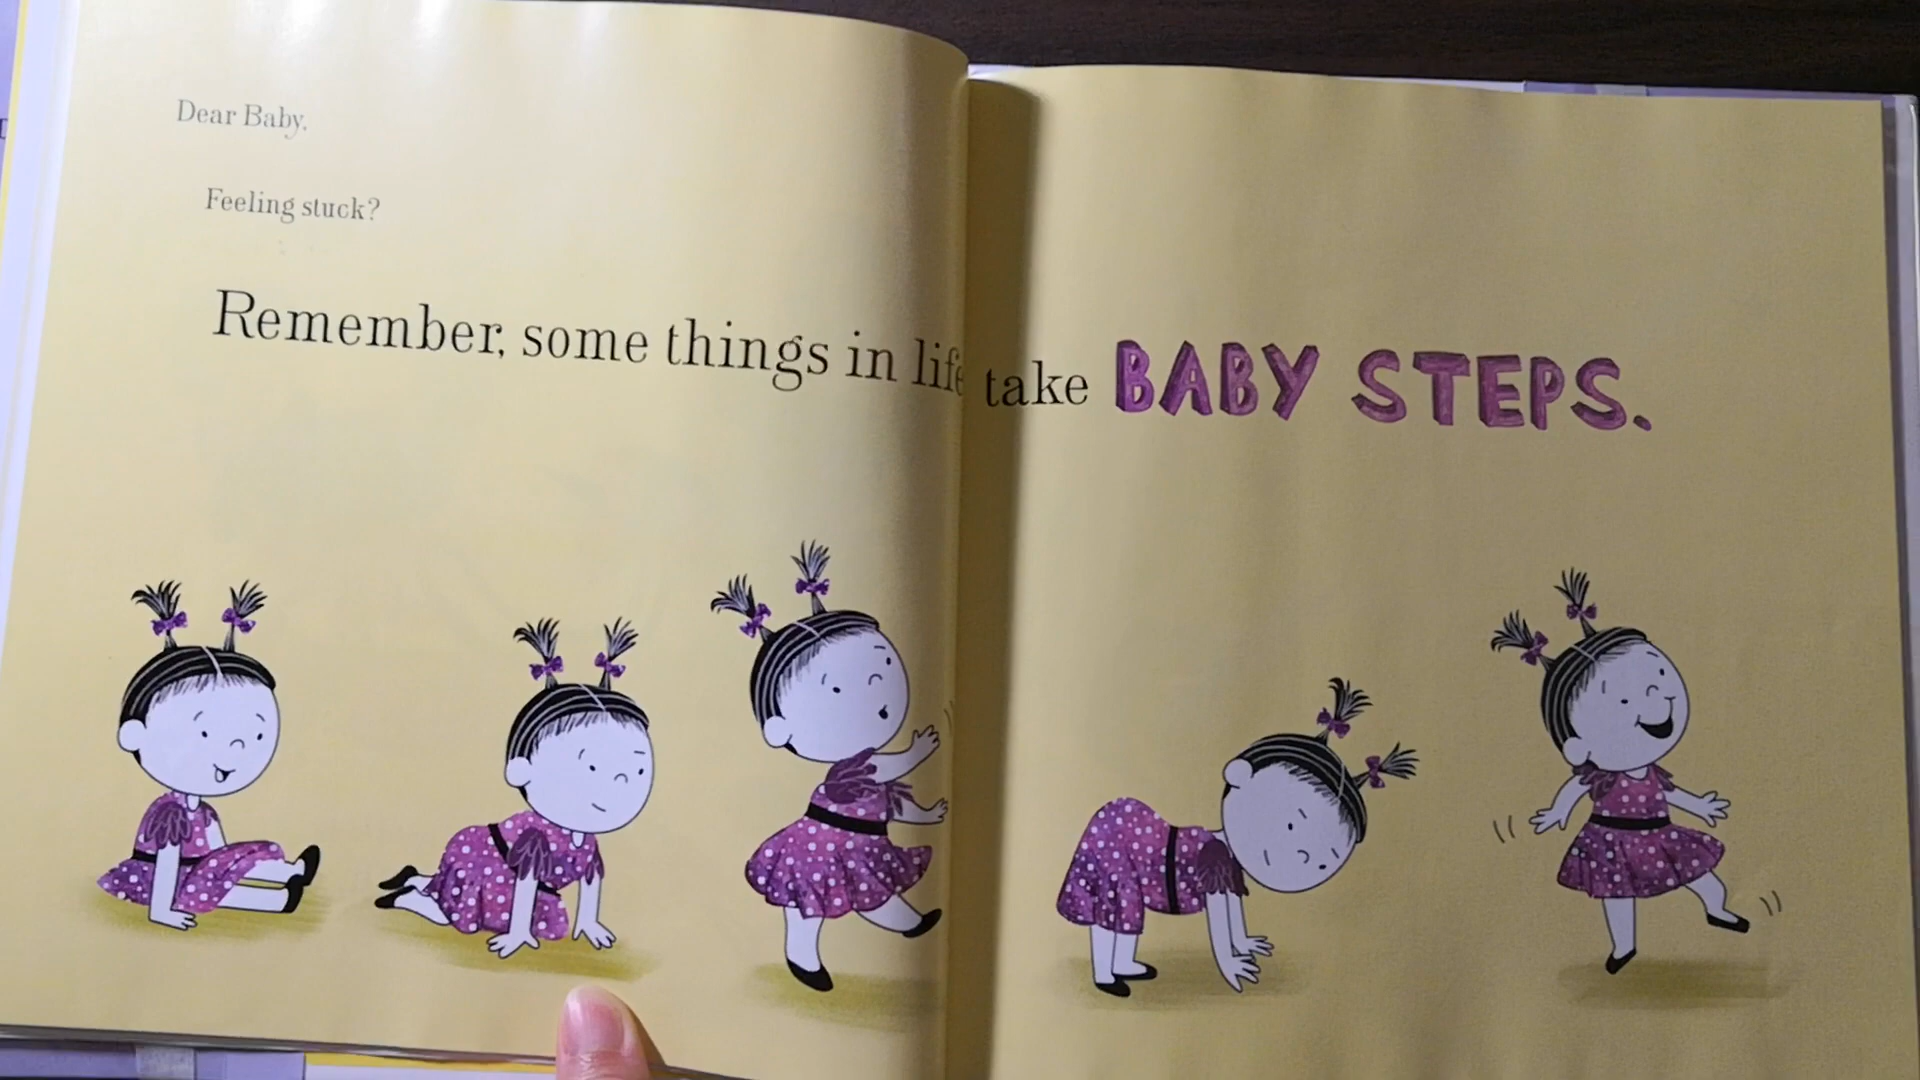 Dear Baby,
Feeling stuck?
Remember, some things in life take BABY STEPS.